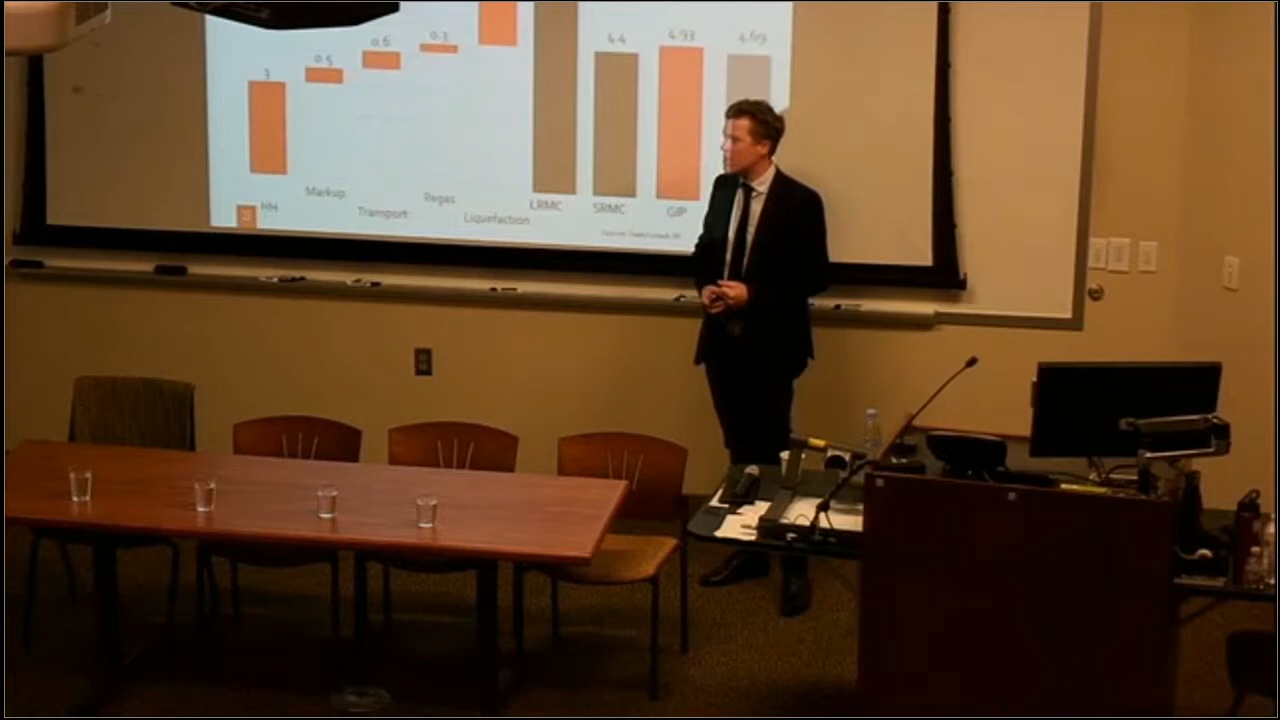 4.4 4.93 4.69
0.6 0.3
0.5
3
Markup Regas LRMC SRMC GIP
HH Transport Liquefaction